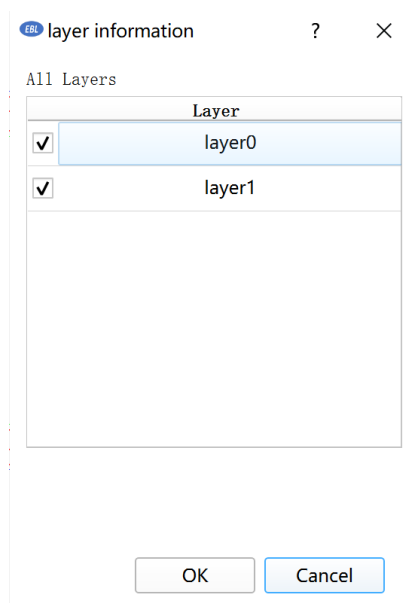 EBL layer information ? ×
All Layers
Layer
layer0
layer1
OK Cancel